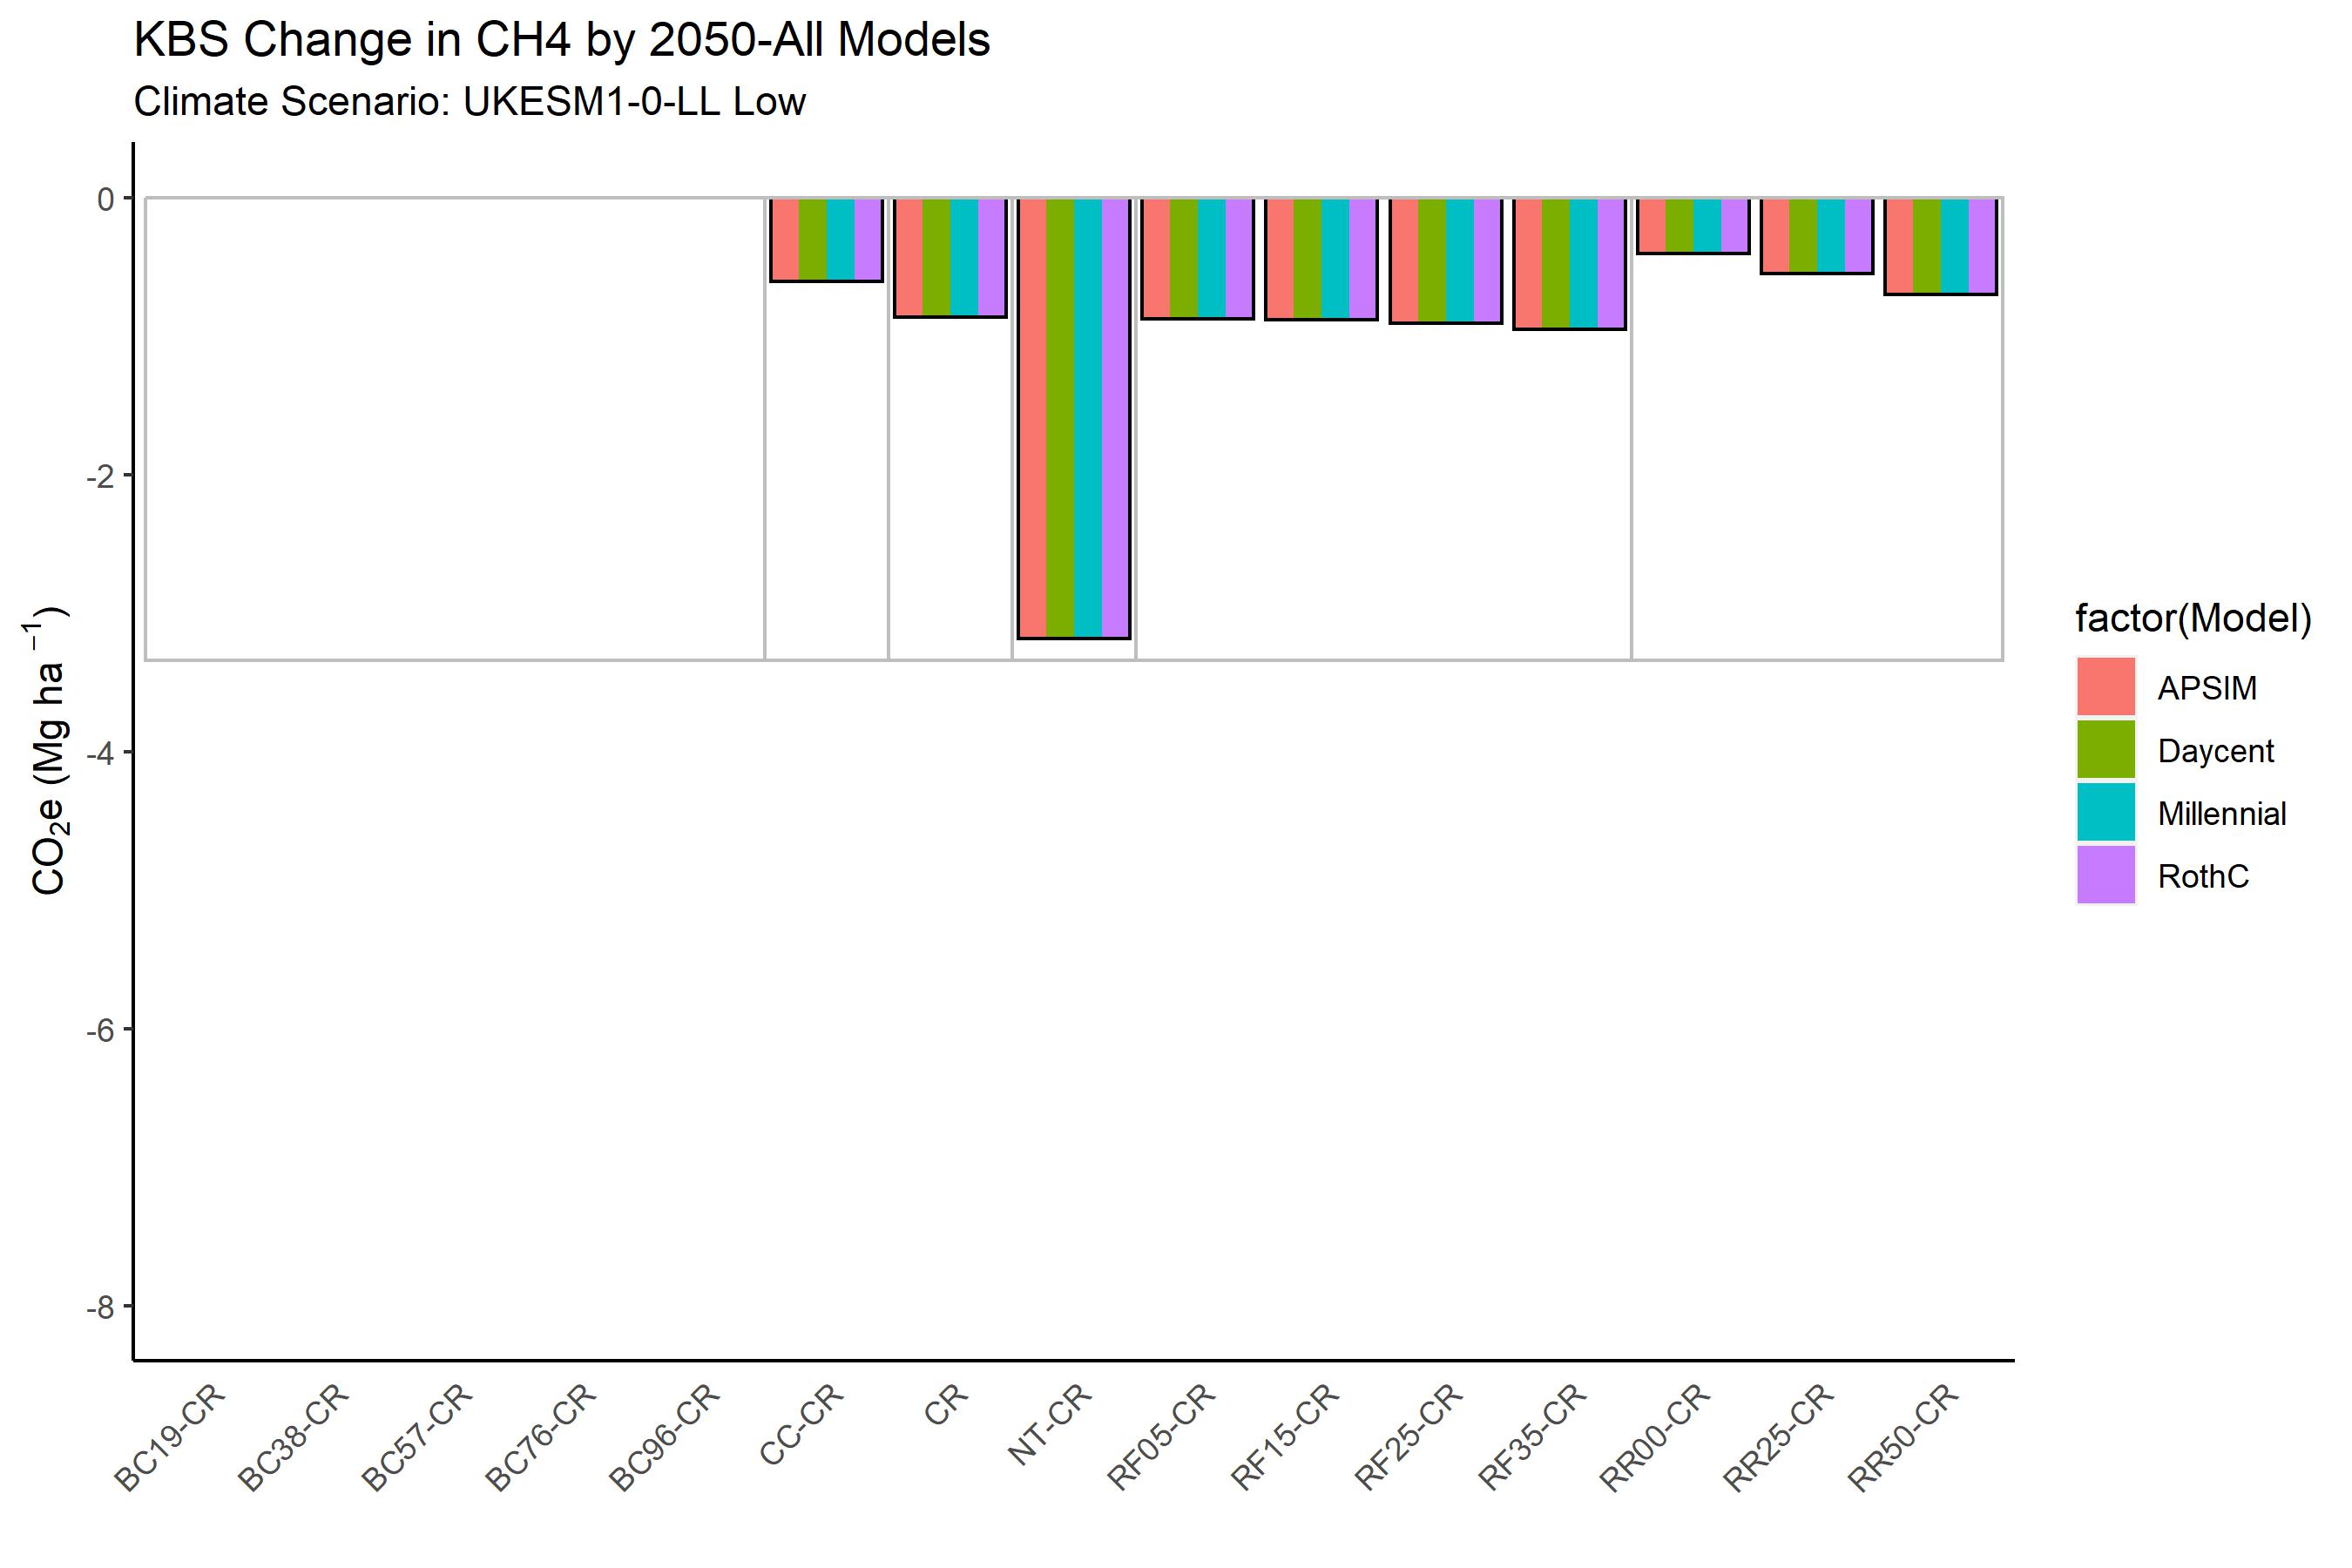 KBS Change in CH4 by 2050-All Models
Climate Scenario: UKESM1-0-LL Low
CO₂e (Mg ha ⁻¹)
0
-2
-4
-6
-8
BC19-CR
BC38-CR
BC57-CR
BC76-CR
BC96-CR
CC-CR
CR
NT-CR
RF05-CR
RF15-CR
RF25-CR
RF35-CR
RR00-CR
RR25-CR
RR50-CR
factor(Model)
APSIM
Daycent
Millennial
RothC